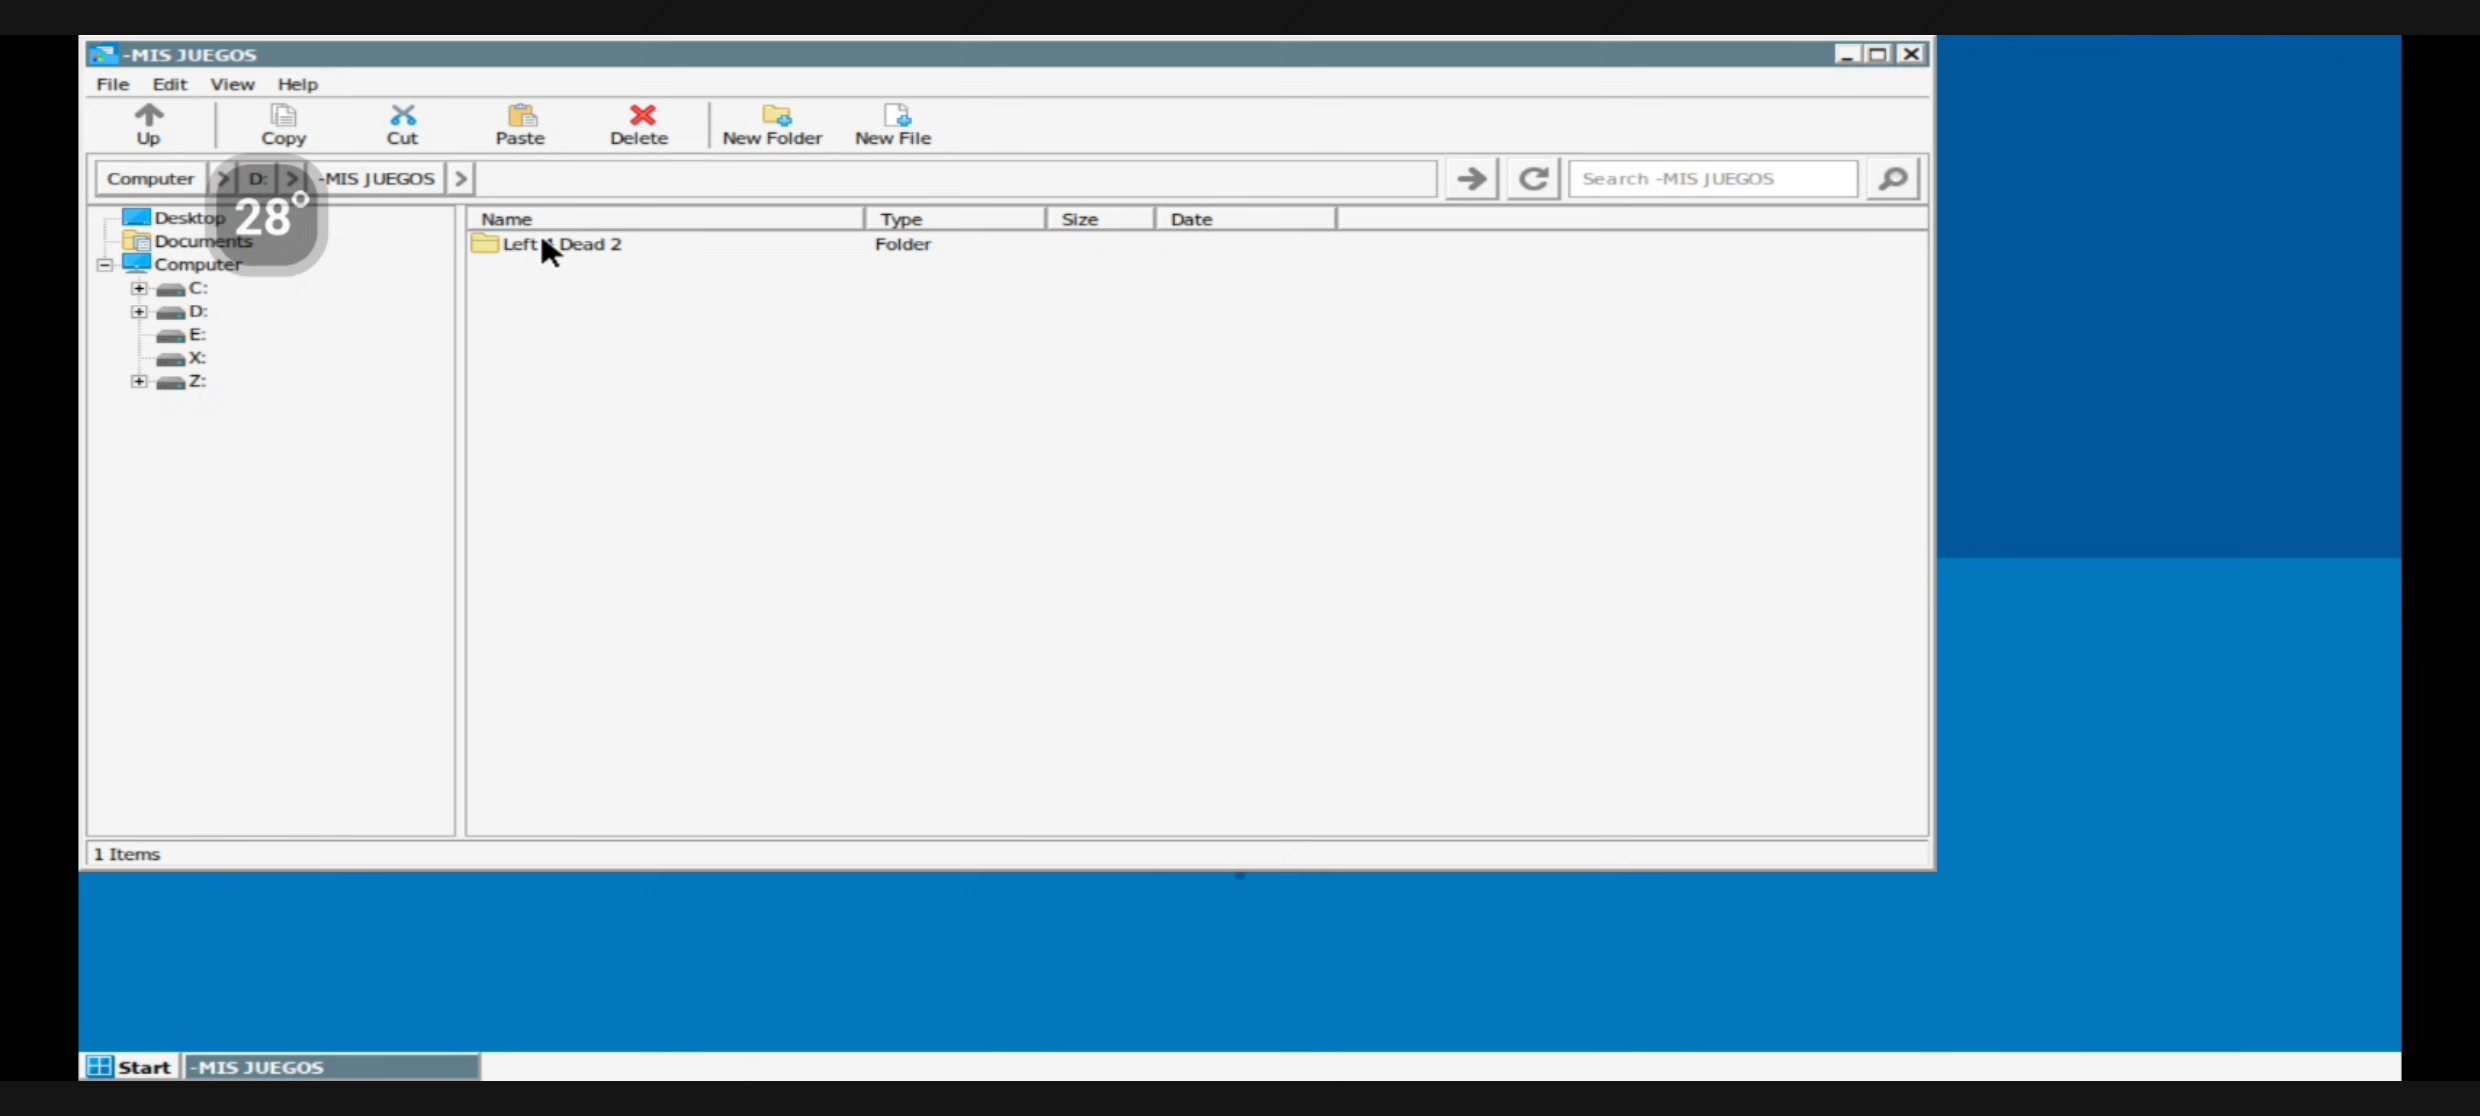 -MIS JUEGOS
File Edit View Help
Up Copy Cut Paste Delete New Folder New File
Computer > D: > -MIS JUEGOS > Search -MIS JUEGOS
28°
Name Type Size Date
Desktop
Left 4 Dead 2 Folder
Documents
Computer
C:
D:
E:
X:
Z:
1 Items
Start -MIS JUEGOS